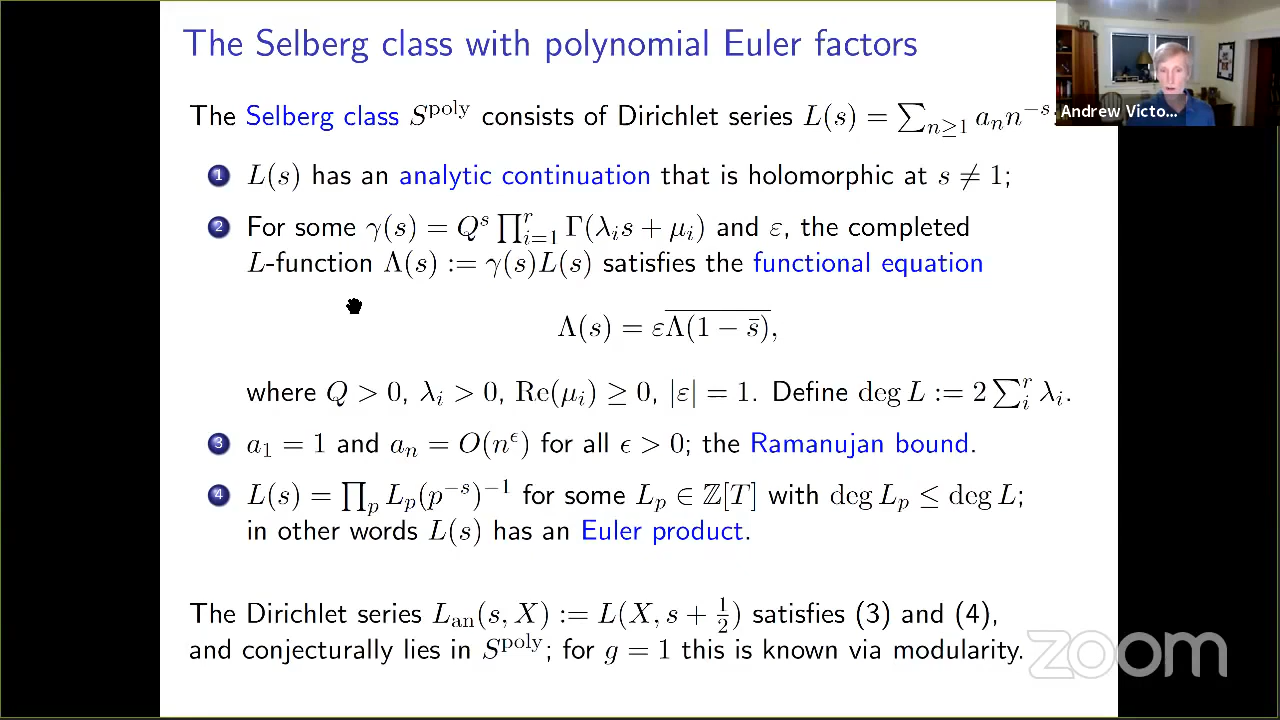 The Selberg class with polynomial Euler factors
The Selberg class S^poly consists of Dirichlet series L(s) = ∑_{n≥1} a_n n^{−s}
Andrew Victo...
1 L(s) has an analytic continuation that is holomorphic at s ≠ 1;
2 For some γ(s) = Q^s ∏_{i=1}^r Γ(λ_i s + μ_i) and ε, the completed
L-function Λ(s) := γ(s)L(s) satisfies the functional equation
Λ(s) = ε\overline{Λ(1 − \bar{s})},
where Q > 0, λ_i > 0, Re(μ_i) ≥ 0, |ε| = 1. Define deg L := 2 ∑_i^r λ_i.
3 a_1 = 1 and a_n = O(n^ϵ) for all ϵ > 0; the Ramanujan bound.
4 L(s) = ∏_p L_p(p^{−s})^{−1} for some L_p ∈ ℤ[T] with deg L_p ≤ deg L;
in other words L(s) has an Euler product.
The Dirichlet series L_an(s, X) := L(X, s + 1/2) satisfies (3) and (4),
and conjecturally lies in S^poly; for g = 1 this is known via modularity.
zoom